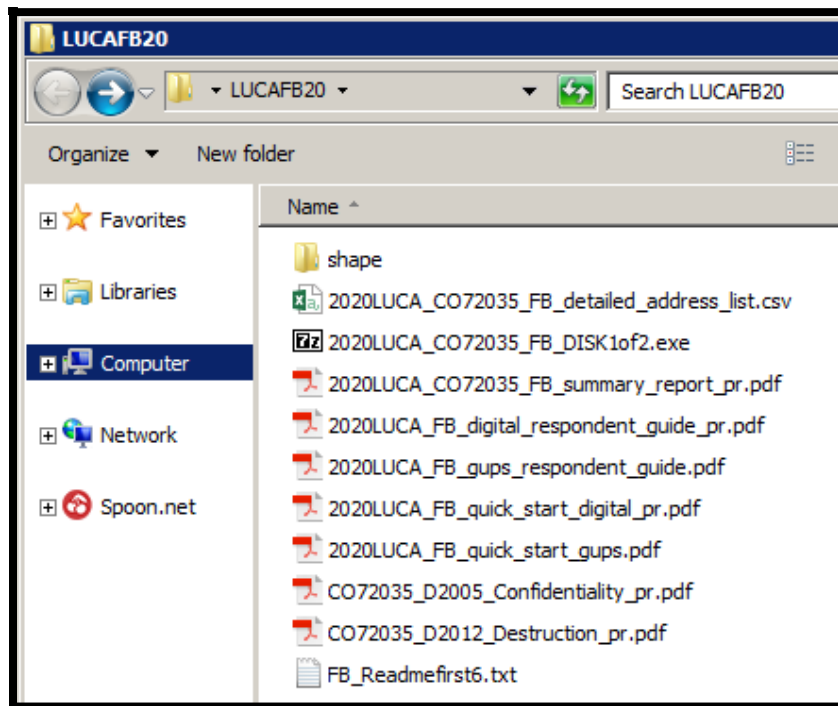 LUCAFB20
LUCAFB20
Search LUCAFB20
Organize New folder
Name
Favorites
Libraries
Computer
Network
Spoon.net
shape
2020LUCA_CO72035_FB_detailed_address_list.csv
2020LUCA_CO72035_FB_DISK1of2.exe
2020LUCA_CO72035_FB_summary_report_pr.pdf
2020LUCA_FB_digital_respondent_guide_pr.pdf
2020LUCA_FB_gups_respondent_guide.pdf
2020LUCA_FB_quick_start_digital_pr.pdf
2020LUCA_FB_quick_start_gups.pdf
CO72035_D2005_Confidentiality_pr.pdf
CO72035_D2012_Destruction_pr.pdf
FB_Readmefirst6.txt